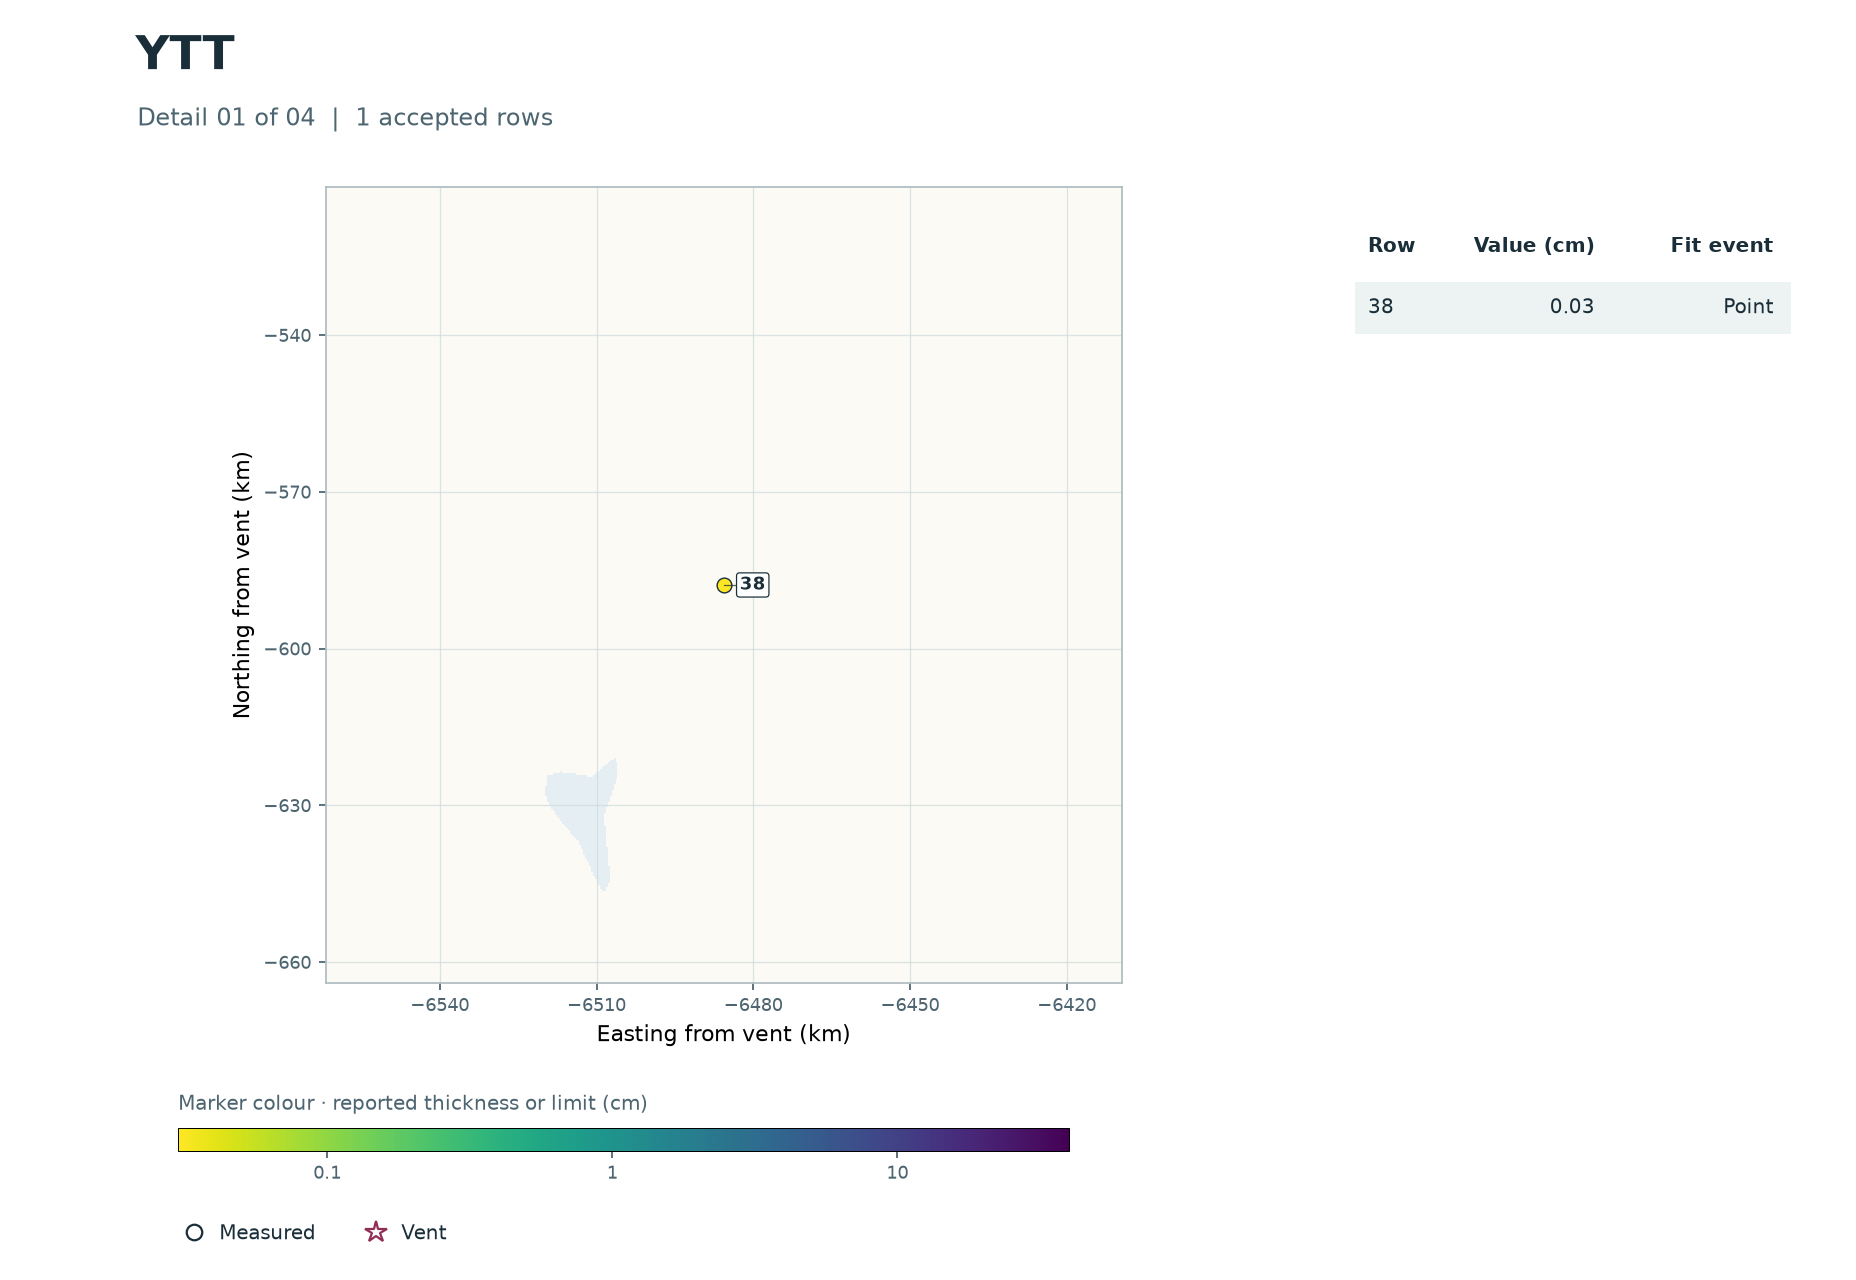 YTT
Detail 01 of 04 | 1 accepted rows
Row Value (cm) Fit event
38 0.03 Point
Northing from vent (km)
−540
−570
−600
−630
−660
38
−6540 −6510 −6480 −6450 −6420
Easting from vent (km)
Marker colour · reported thickness or limit (cm)
0.1 1 10
Measured Vent